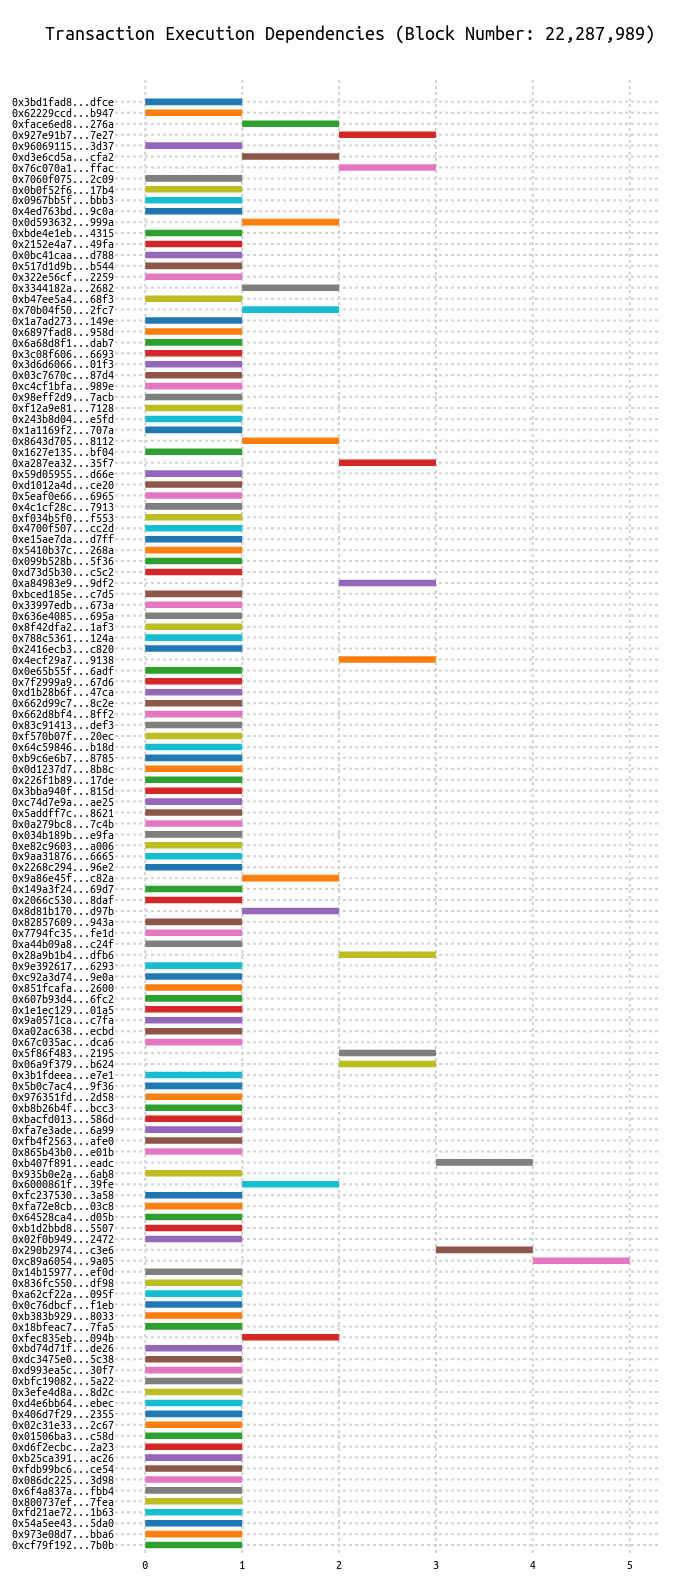 Transaction Execution Dependencies (Block Number: 22,287,989)
0x3bd1fad8...dfce
0x62229ccd...b947
0xface6ed8...276a
0x927e91b7...7e27
0x96069115...3d37
0xd3e6cd5a...cfa2
0x76c070a1...ffac
0x7060f075...2c09
0x0b0f52f6...17b4
0x0967bb5f...bbb3
0x4ed763bd...9c0a
0x0d593632...999a
0xbde4e1eb...4315
0x2152e4a7...49fa
0x0bc41caa...d788
0x517d1d9b...b544
0x322e56cf...2259
0x3344182a...2682
0xb47ee5a4...68f3
0x70b04f50...2fc7
0x1a7ad273...149e
0x6897fad8...958d
0x6a68d8f1...dab7
0x3c08f606...6693
0x3d6d6066...01f3
0x03c7670c...87d4
0xc4cf1bfa...989e
0x98eff2d9...7acb
0xf12a9e81...7128
0x243b8d04...e5fd
0x1a1169f2...707a
0x8643d705...8112
0x1627e135...bf04
0xa287ea32...35f7
0x59d05955...d66e
0xd1012a4d...ce20
0x5eaf0e66...6965
0x4c1cf28c...7913
0xf034b5f0...f553
0x4700f507...cc2d
0xe15ae7da...d7ff
0x5410b37c...268a
0x099b528b...5f36
0xd73d5b30...c5c2
0xa84983e9...9df2
0xbced185e...c7d5
0x33997edb...673a
0x636e4085...695a
0x8f42dfa2...1af3
0x788c5361...124a
0x2416ecb3...c820
0x4ecf29a7...9138
0x0e65b55f...6adf
0x7f2999a9...67d6
0xd1b28b6f...47ca
0x662d99c7...8c2e
0x662d8bf4...8ff2
0x83c91413...def3
0xf570b07f...20ec
0x64c59846...b18d
0xb9c6e6b7...8785
0x0d1237d7...8b8c
0x226f1b89...17de
0x3bba940f...815d
0xc74d7e9a...ae25
0x5addff7c...8621
0x0a279bc8...7c4b
0x034b189b...e9fa
0xe82c9603...a006
0x9aa31876...6665
0x2268c294...96e2
0x9a86e45f...c82a
0x149a3f24...69d7
0x2066c530...8daf
0x8d81b170...d97b
0x82857609...943a
0x7794fc35...fe1d
0xa44b09a8...c24f
0x28a9b1b4...dfb6
0x9e392617...6293
0xc92a3d74...9e0a
0x851fcafa...2600
0x607b93d4...6fc2
0x1e1ec129...01a5
0x9a0571ca...c7fa
0xa02ac638...ecbd
0x67c035ac...dca6
0x5f86f483...2195
0x06a9f379...b624
0x3b1fdeea...e7e1
0x5b0c7ac4...9f36
0x976351fd...2d58
0xb8b26b4f...bcc3
0xbacfd013...586d
0xfa7e3ade...6a99
0xfb4f2563...afe0
0x865b43b0...e01b
0xb407f891...eadc
0x935b0e2a...6ab8
0x6000861f...39fe
0xfc237530...3a58
0xfa72e8cb...03c8
0x64528ca4...d05b
0xb1d2bbd8...5507
0x02f0b949...2472
0x290b2974...c3e6
0xc89a6054...9a05
0x14b15977...ef0d
0x836fc550...df98
0xa62cf22a...095f
0x0c76dbcf...f1eb
0xb383b929...8033
0x18bfeac7...7fa5
0xfec835eb...094b
0xbd74d71f...de26
0xdc3475e0...5c38
0xd993ea5c...30f7
0xbfc19082...5a22
0x3efe4d8a...8d2c
0xd4e6bb64...ebec
0x406d7f29...2355
0x02c31e33...2c67
0x01506ba3...c58d
0xd6f2ecbc...2a23
0xb25ca391...ac26
0xfdb99bc6...ce54
0x086dc225...3d98
0x6f4a837a...fbb4
0x800737ef...7fea
0xfd21ae72...1b63
0x54a5ee43...5da0
0x973e08d7...bba6
0xcf79f192...7b0b
0 1 2 3 4 5